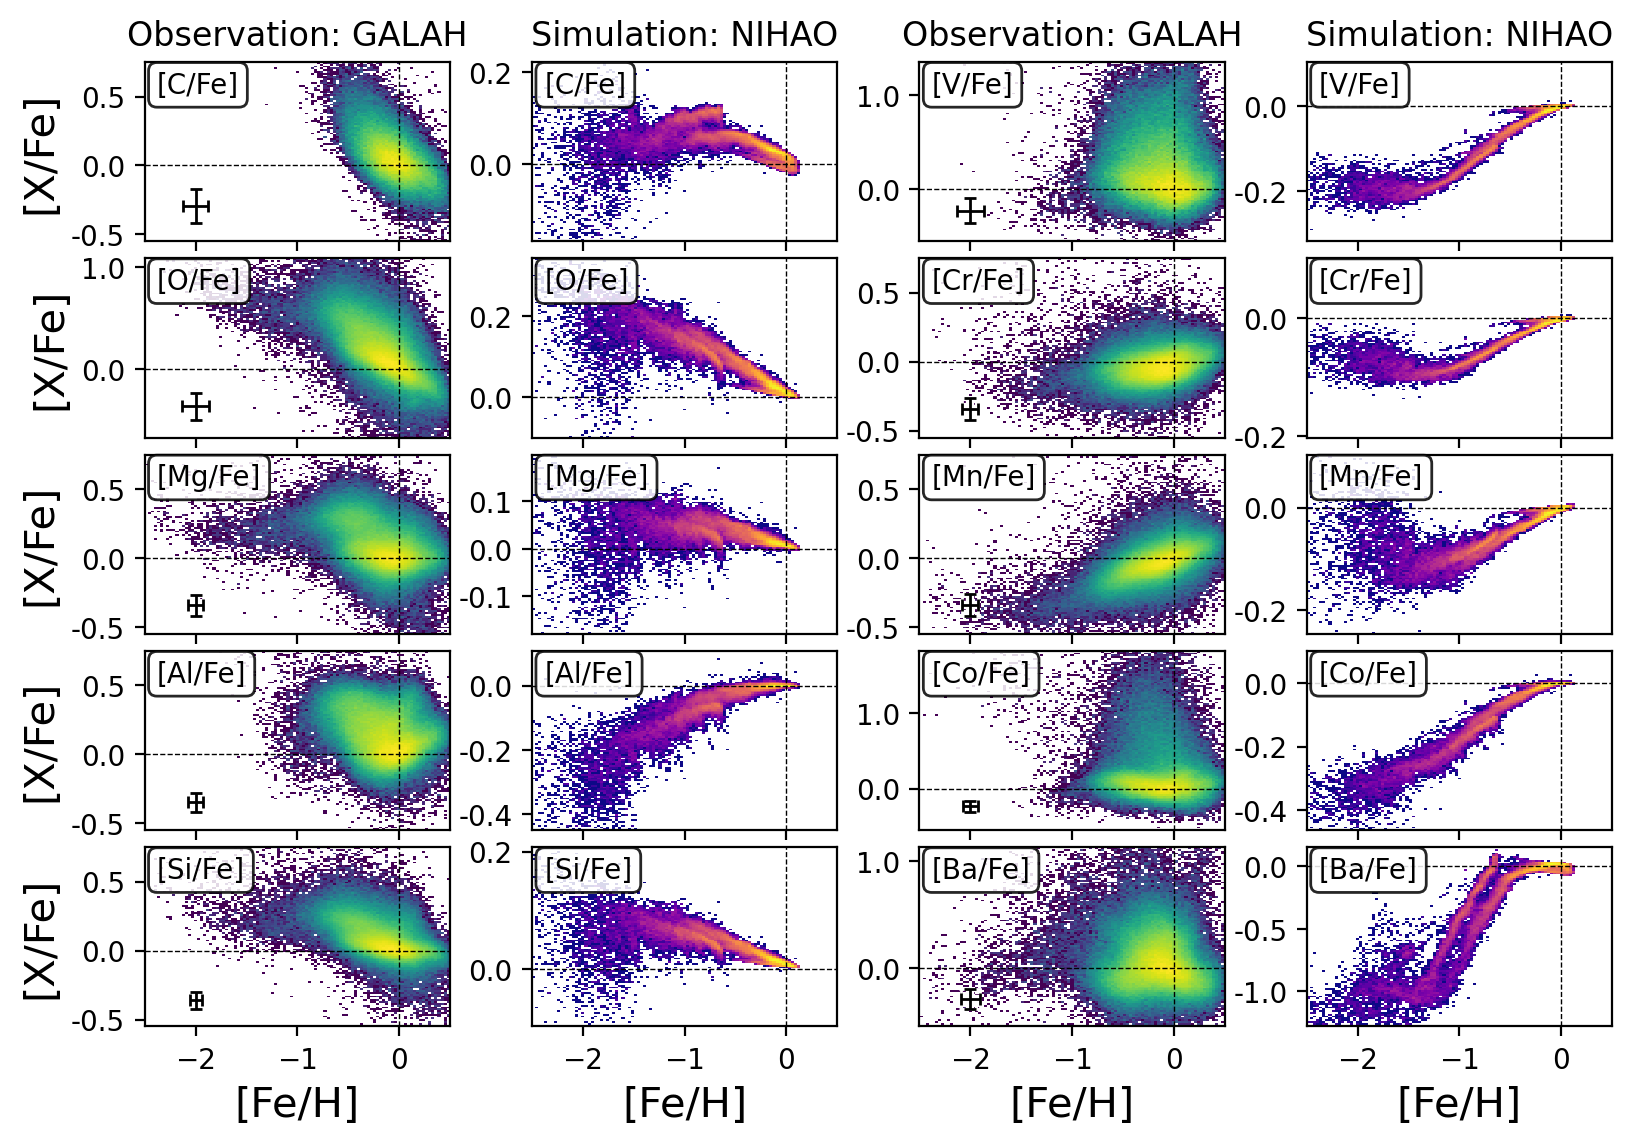 Observation: GALAH Simulation: NIHAO Observation: GALAH Simulation: NIHAO
[X/Fe] 0.5 0.0 -0.5 [C/Fe] 0.2 0.0 [C/Fe] 1.0 0.0 [V/Fe] 0.0 -0.2 [V/Fe]
[X/Fe] 1.0 0.0 [O/Fe] 0.2 0.0 [O/Fe] 0.5 0.0 -0.5 [Cr/Fe] 0.0 -0.2 [Cr/Fe]
[X/Fe] 0.5 0.0 -0.5 [Mg/Fe] 0.1 0.0 -0.1 [Mg/Fe] 0.5 0.0 -0.5 [Mn/Fe] 0.0 -0.2 [Mn/Fe]
[X/Fe] 0.5 0.0 -0.5 [Al/Fe] 0.0 -0.2 -0.4 [Al/Fe] 1.0 0.0 [Co/Fe] 0.0 -0.2 -0.4 [Co/Fe]
[X/Fe] 0.5 0.0 -0.5 [Si/Fe] 0.2 0.0 [Si/Fe] 1.0 0.0 [Ba/Fe] 0.0 -0.5 -1.0 [Ba/Fe]
−2 −1 0 −2 −1 0 −2 −1 0 −2 −1 0
[Fe/H] [Fe/H] [Fe/H] [Fe/H]